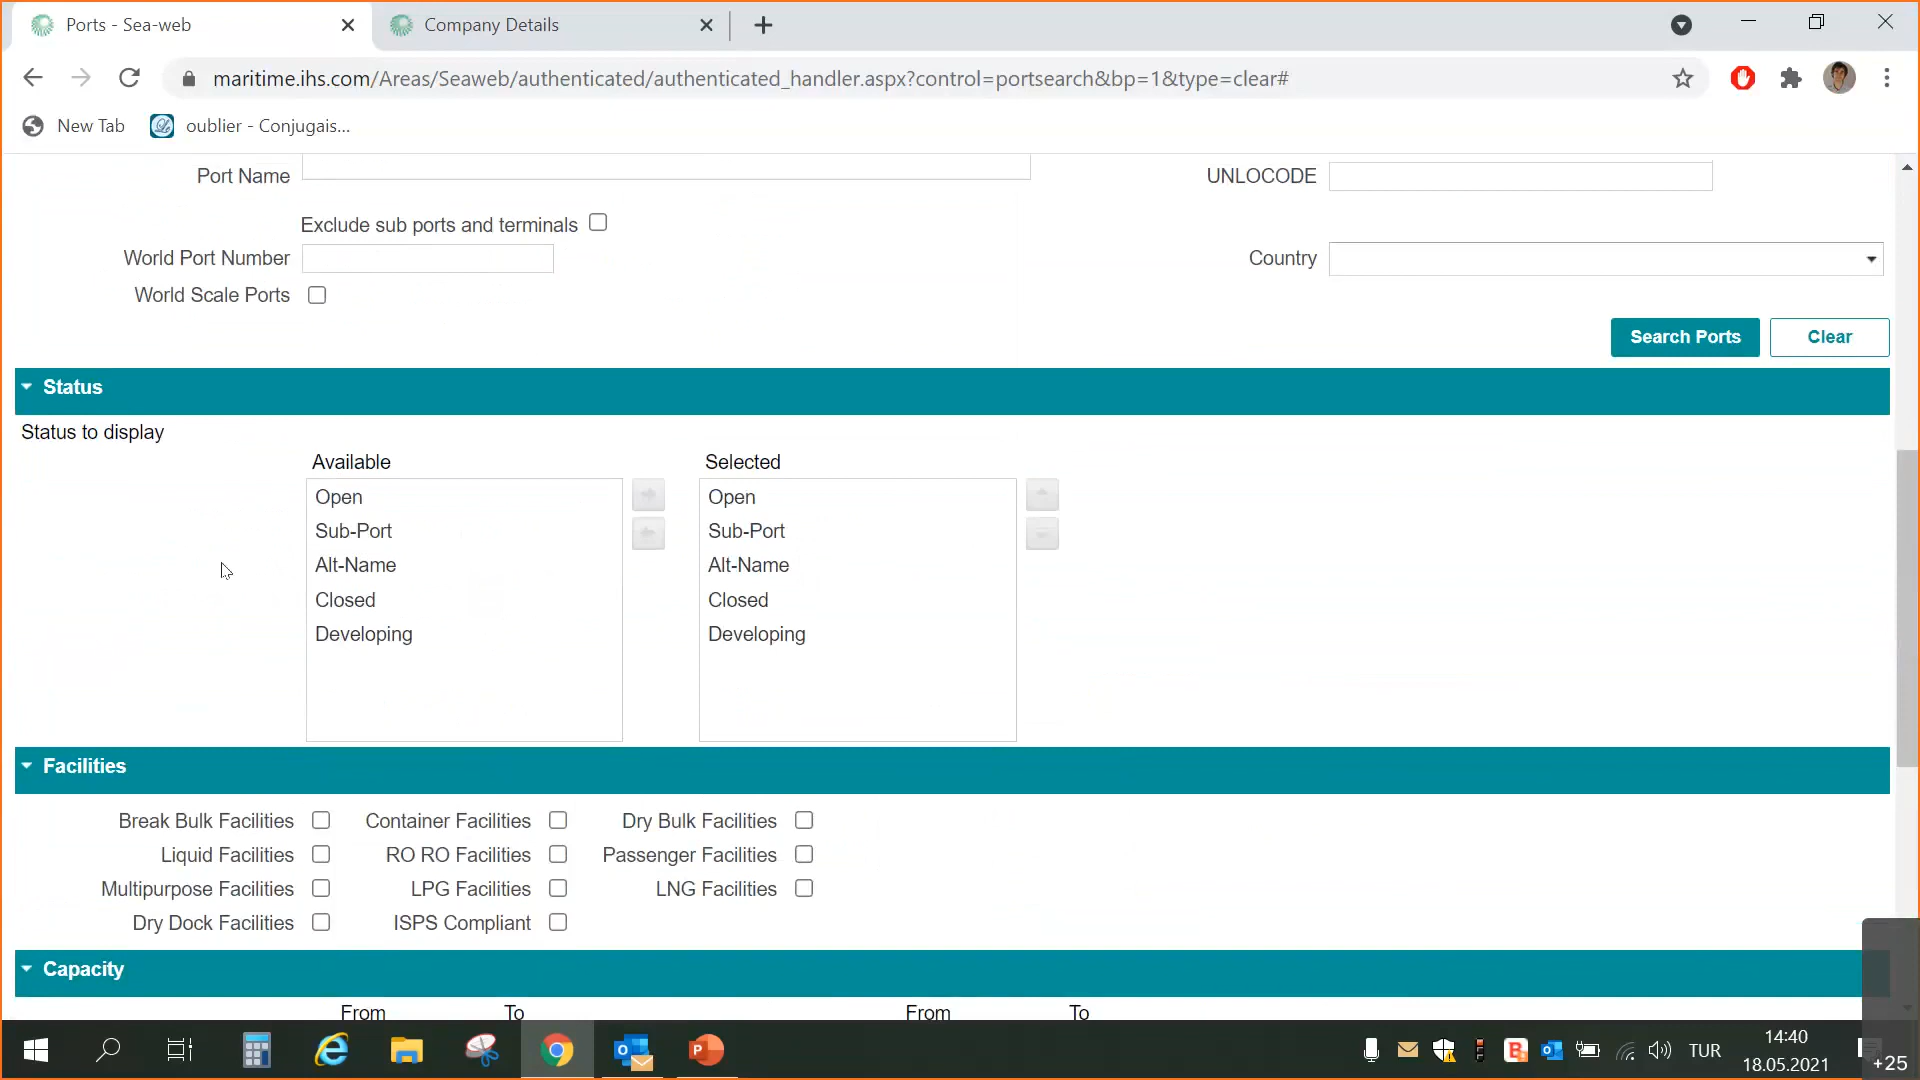 Ports - Sea-web
Company Details
maritime.ihs.com/Areas/Seaweb/authenticated/authenticated_handler.aspx?control=portsearch&bp=1&type=clear#
New Tab
oublier - Conjugais...
Port Name
UNLOCODE
Exclude sub ports and terminals
World Port Number
Country
World Scale Ports
Search Ports
Clear
Status
Status to display
Available
Selected
Open
Open
Sub-Port
Sub-Port
Alt-Name
Alt-Name
Closed
Closed
Developing
Developing
Facilities
Break Bulk Facilities
Container Facilities
Dry Bulk Facilities
Liquid Facilities
RO RO Facilities
Passenger Facilities
Multipurpose Facilities
LPG Facilities
LNG Facilities
Dry Dock Facilities
ISPS Compliant
Capacity
From
To
From
To
TUR
14:40
18.05.2021
+25